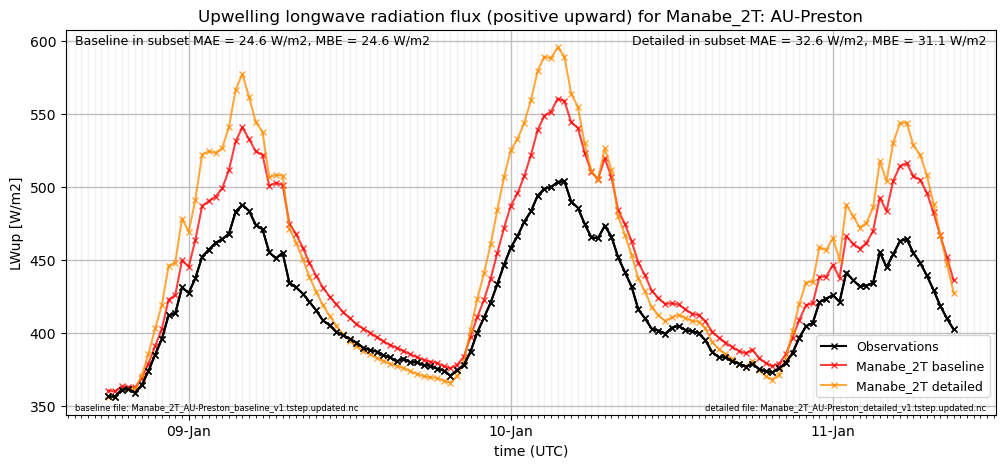 Upwelling longwave radiation flux (positive upward) for Manabe_2T: AU-Preston
Baseline in subset MAE = 24.6 W/m2, MBE = 24.6 W/m2
Detailed in subset MAE = 32.6 W/m2, MBE = 31.1 W/m2
LWup [W/m2]
600
550
500
450
400
350
Observations
Manabe_2T baseline
Manabe_2T detailed
baseline file: Manabe_2T_AU-Preston_baseline_v1.tstep.updated.nc
detailed file: Manabe_2T_AU-Preston_detailed_v1.tstep.updated.nc
09-Jan
10-Jan
11-Jan
time (UTC)